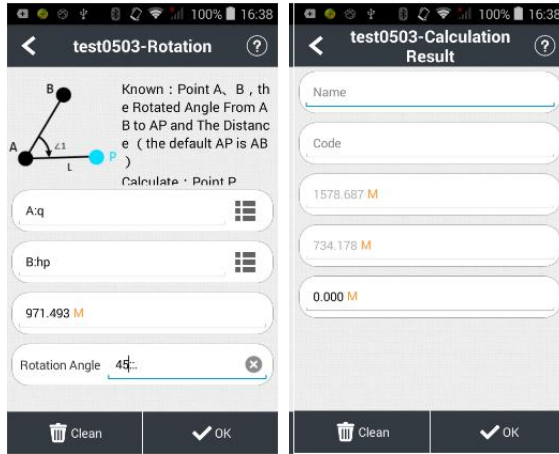 100% 16:38
test0503-Rotation
?
B
A
∠1
P
L
Known：Point A、B，th
e Rotated Angle From A
B to AP and The Distanc
e（the default AP is AB
）
Calculate：Point P
A:q
B:hp
971.493 M
Rotation Angle 45::.
Clean
OK
100% 16:38
test0503-Calculation
Result
?
Name
Code
1578.687 M
734.178 M
0.000 M
Clean
OK